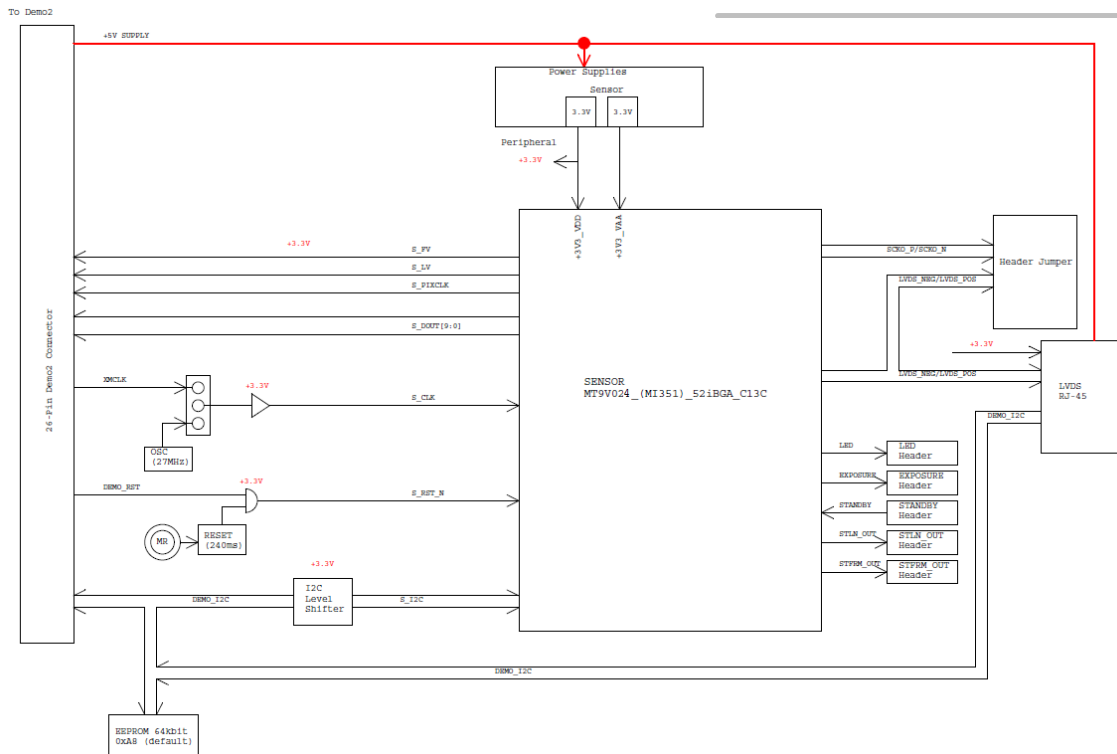 To Demo2
+5V SUPPLY
Power Supplies
Sensor
3.3V
3.3V
Peripheral
+3.3V
+3V3_VDD
+3V3_VAA
26-Pin Demo2 Connector
+3.3V
S_FV
S_LV
S_PIXCLK
S_DOUT[9:0]
XMCLK
+3.3V
S_CLK
OSC
(27MHz)
DEMO_RST
+3.3V
S_RST_N
MR
RESET
(240ms)
+3.3V
I2C
Level
Shifter
DEMO_I2C
S_I2C
SENSOR
MT9V024_(MI351)_52iBGA_C13C
SCKO_P/SCKO_N
Header Jumper
LVDS_NEG/LVDS_POS
+3.3V
LVDS_NEG/LVDS_POS
LVDS
RJ-45
DEMO_I2C
LED
LED
Header
EXPOSURE
EXPOSURE
Header
STANDBY
STANDBY
Header
STLN_OUT
STLN_OUT
Header
STFRM_OUT
STFRM_OUT
Header
DEMO_I2C
EEPROM 64kbit
0xA8 (default)